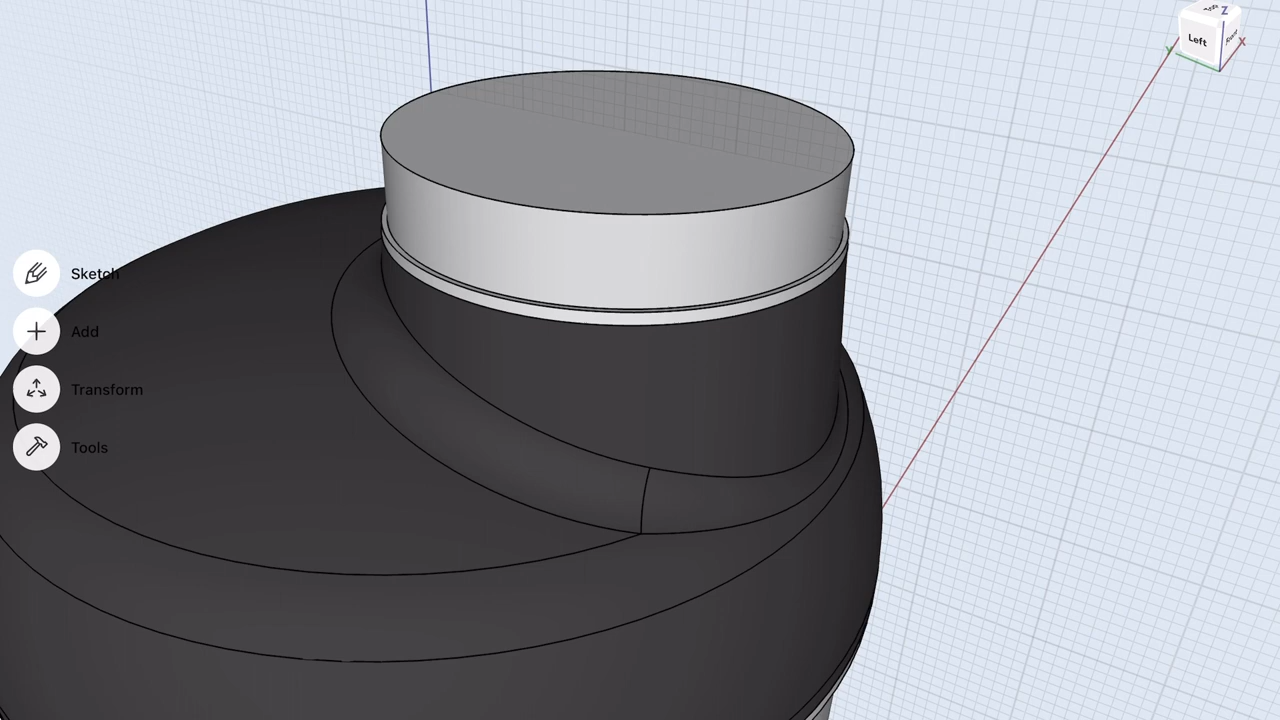 Z
Left
X
Y
Sketch
Add
Transform
Tools